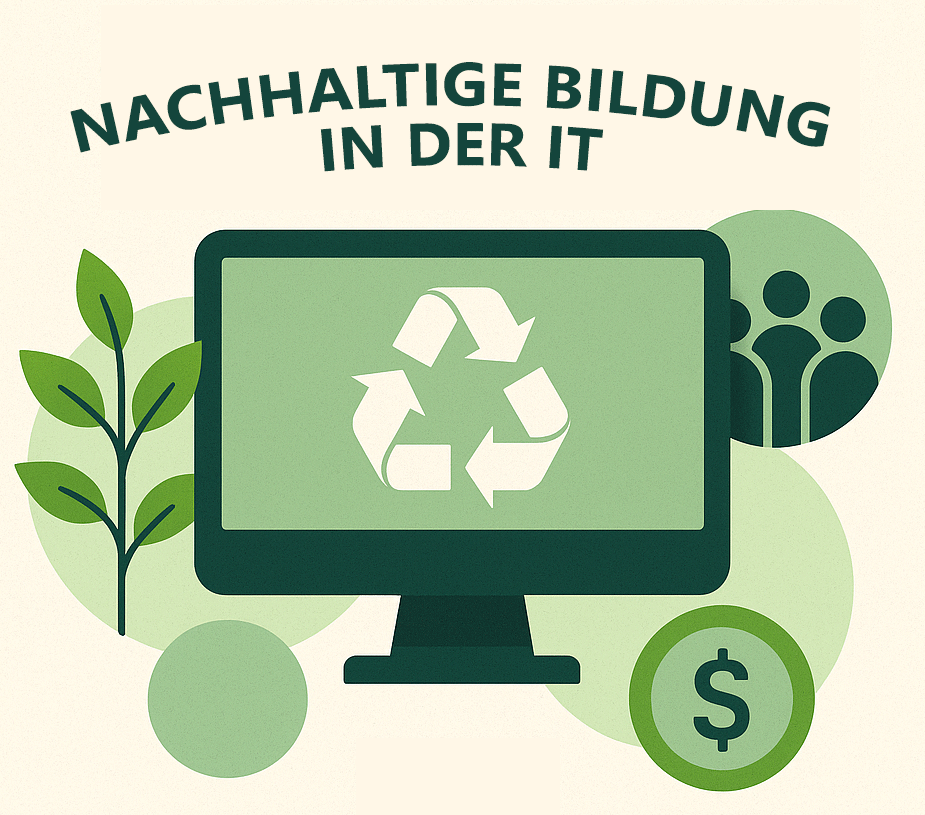 NACHHALTIGE BILDUNG
IN DER IT
$